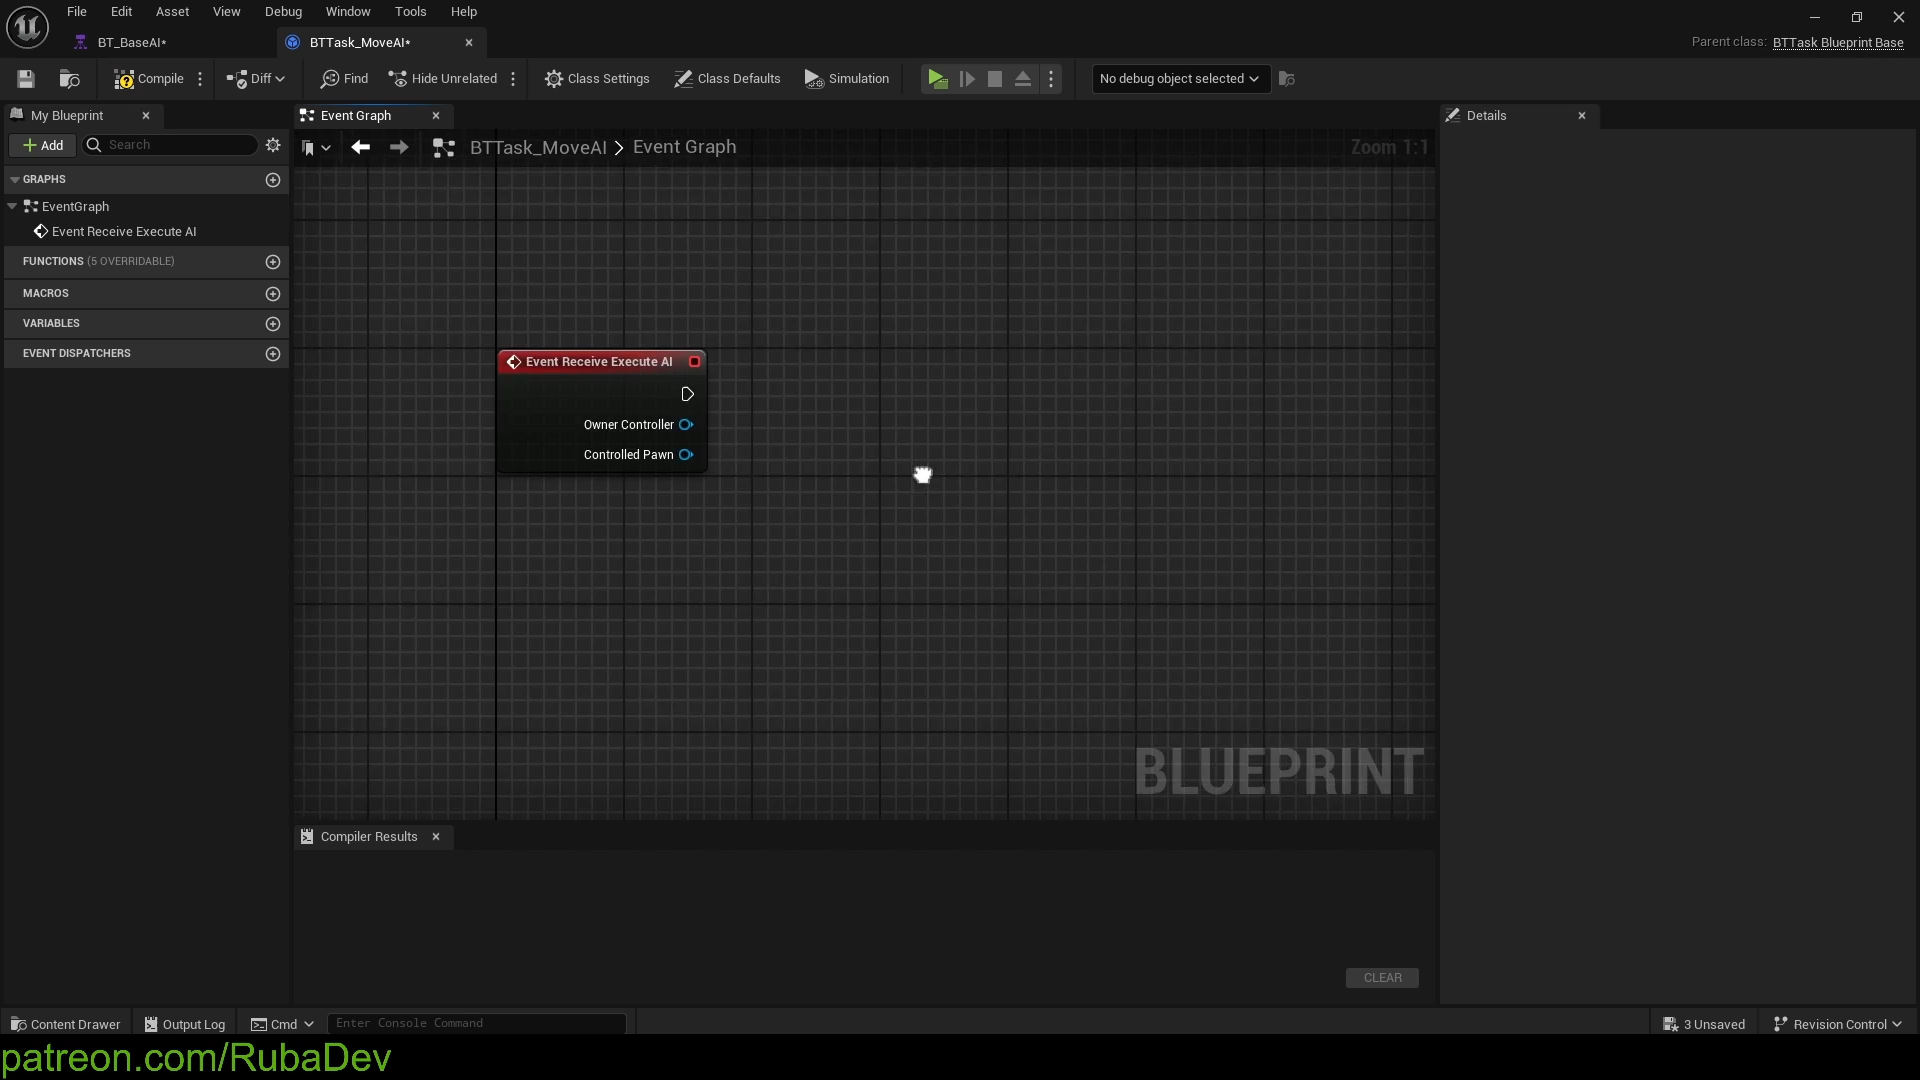 File Edit Asset View Debug Window Tools Help
BT_BaseAI*
BTTask_MoveAI*
Parent class: BTTask Blueprint Base
Compile
Diff
Find
Hide Unrelated
Class Settings
Class Defaults
Simulation
No debug object selected
My Blueprint
Add
Search
GRAPHS
EventGraph
Event Receive Execute AI
FUNCTIONS (5 OVERRIDABLE)
MACROS
VARIABLES
EVENT DISPATCHERS
Event Graph
BTTask_MoveAI > Event Graph
Zoom 1:1
Event Receive Execute AI
Owner Controller
Controlled Pawn
BLUEPRINT
Compiler Results
CLEAR
Details
Content Drawer
Output Log
Cmd
Enter Console Command
3 Unsaved
Revision Control
patreon.com/RubaDev